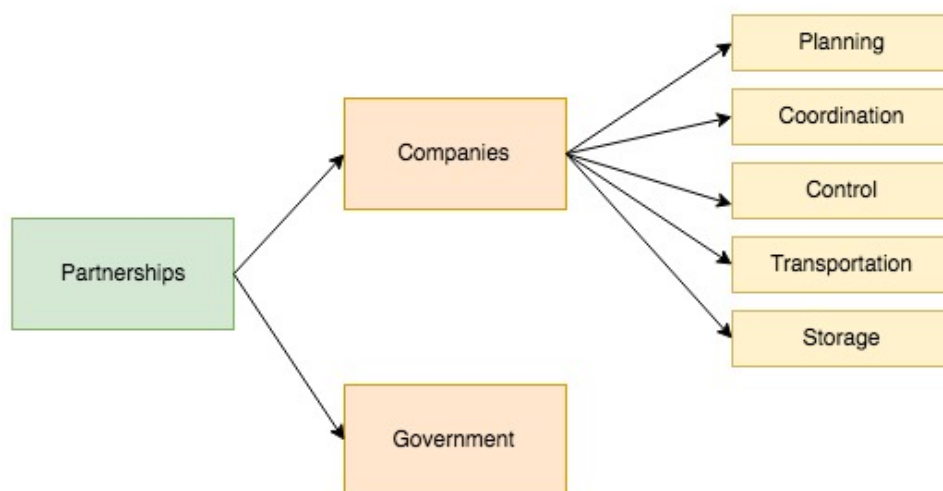 Partnerships
Companies
Government
Planning
Coordination
Control
Transportation
Storage